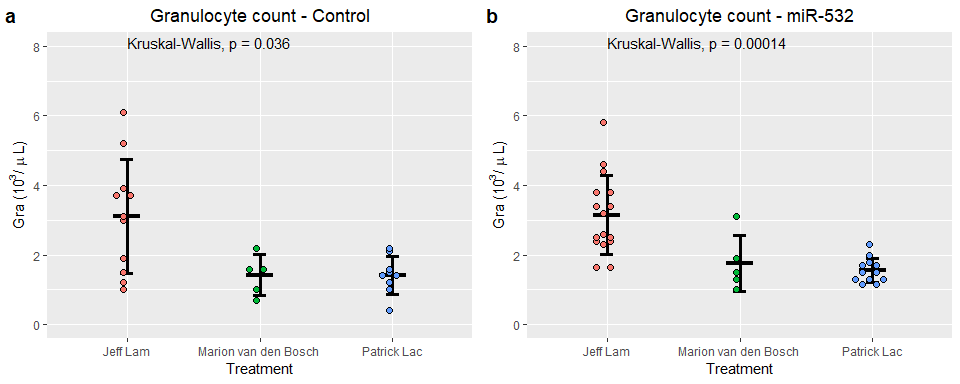 a
Granulocyte count - Control
Kruskal-Wallis, p = 0.036
8
6
4
2
0
Gra (10³/ μ L)
Jeff Lam
Marion van den Bosch
Patrick Lac
Treatment
b
Granulocyte count - miR-532
Kruskal-Wallis, p = 0.00014
8
6
4
2
0
Gra (10³/ μ L)
Jeff Lam
Marion van den Bosch
Patrick Lac
Treatment